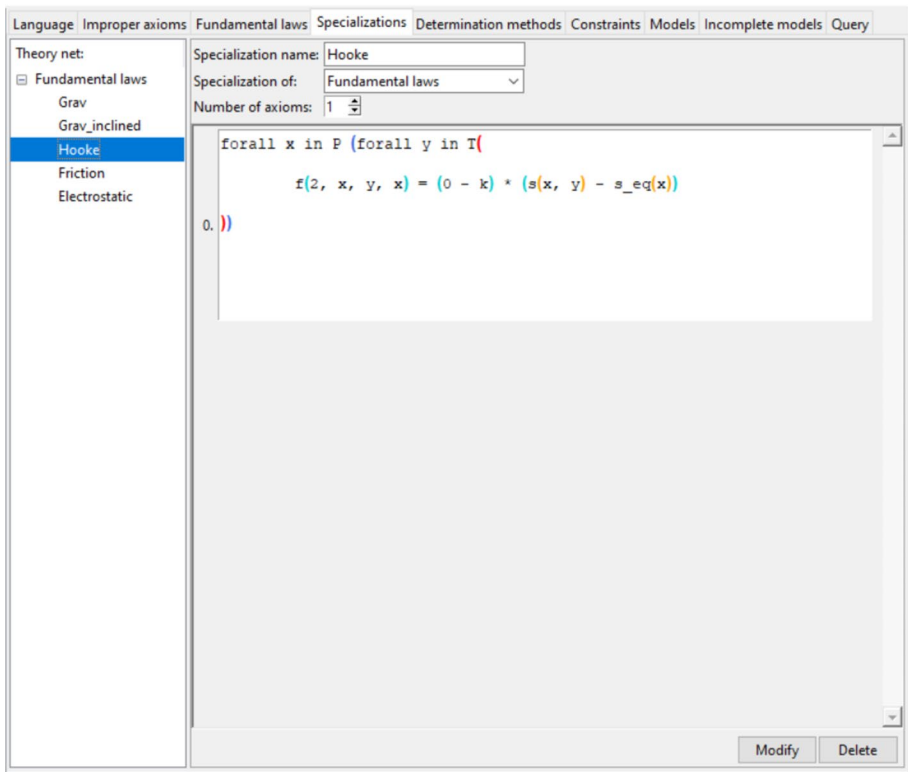 Language Improper axioms Fundamental laws Specializations Determination methods Constraints Models Incomplete models Query
Theory net:
Fundamental laws
Grav
Grav_inclined
Hooke
Friction
Electrostatic
Specialization name: Hooke
Specialization of: Fundamental laws
Number of axioms: 1
forall x in P (forall y in T(
f(2, x, y, x) = (0 - k) * (s(x, y) - s_eq(x))
0. ))
Modify Delete